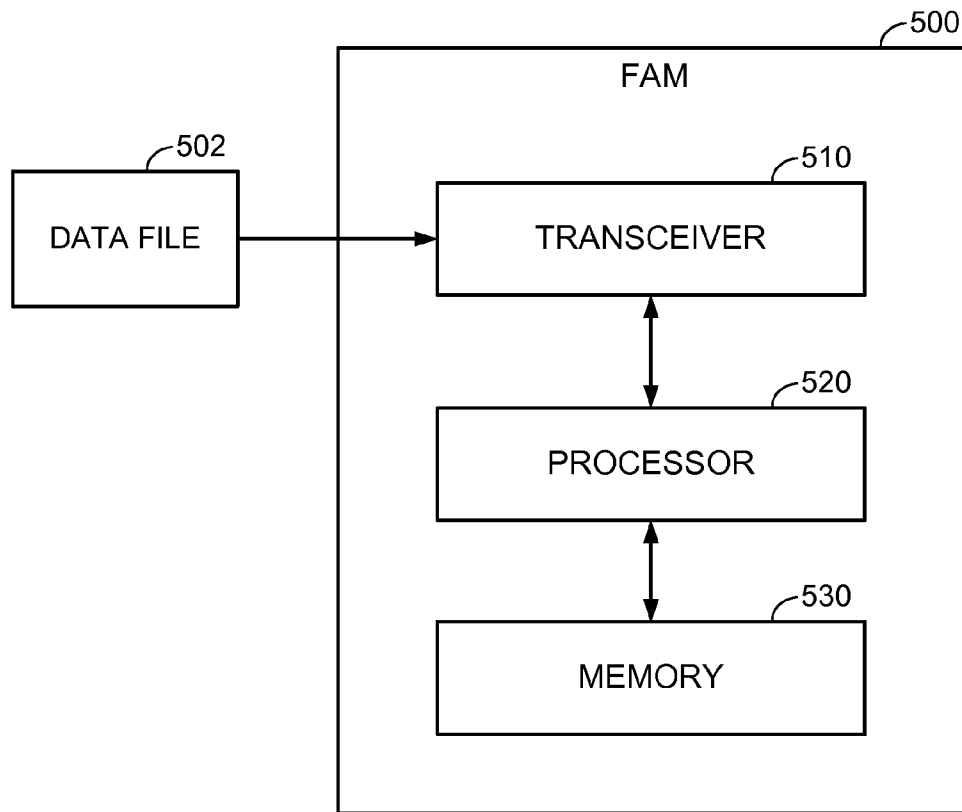 500
FAM
502
DATA FILE
510
TRANSCEIVER
520
PROCESSOR
530
MEMORY